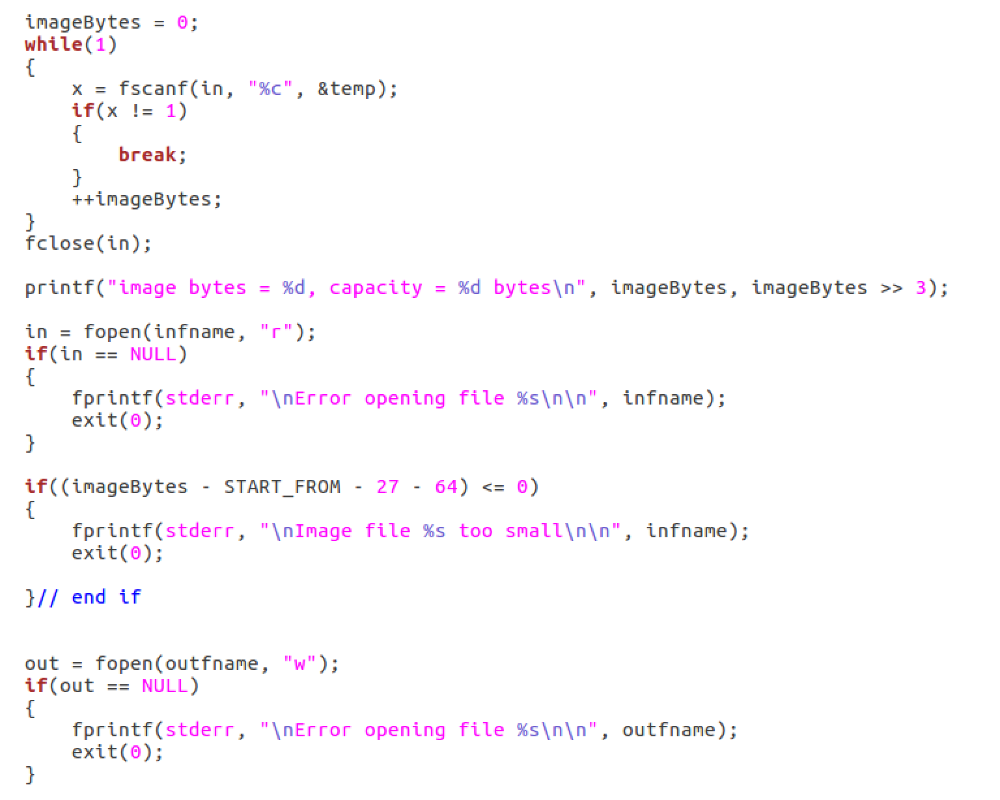 imageBytes = 0;
while(1)
{
    x = fscanf(in, "%c", &temp);
    if(x != 1)
    {
        break;
    }
    ++imageBytes;
}
fclose(in);

printf("image bytes = %d, capacity = %d bytes\n", imageBytes, imageBytes >> 3);

in = fopen(infname, "r");
if(in == NULL)
{
    fprintf(stderr, "\nError opening file %s\n\n", infname);
    exit(0);
}

if((imageBytes - START_FROM - 27 - 64) <= 0)
{
    fprintf(stderr, "\nImage file %s too small\n\n", infname);
    exit(0);

}// end if


out = fopen(outfname, "w");
if(out == NULL)
{
    fprintf(stderr, "\nError opening file %s\n\n", outfname);
    exit(0);
}